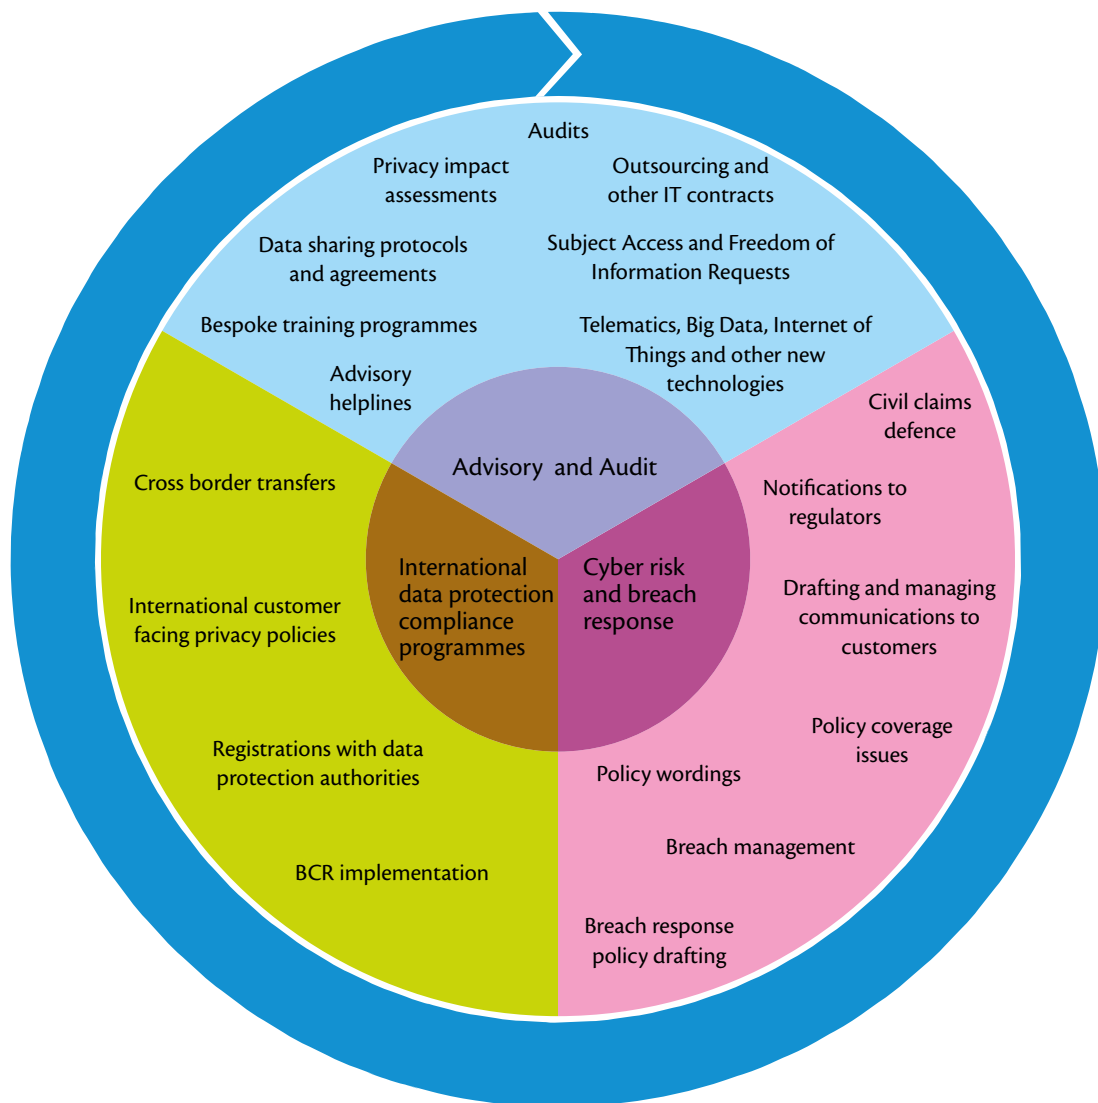 Audits
Privacy impact
assessments
Outsourcing and
other IT contracts
Data sharing protocols
and agreements
Subject Access and Freedom of
Information Requests
Bespoke training programmes
Telematics, Big Data, Internet of
Things and other new
technologies
Advisory
helplines
Advisory and Audit
Civil claims
defence
Notifications to
regulators
Drafting and managing
communications to
customers
Policy coverage
issues
Policy wordings
Breach management
Breach response
policy drafting
Cyber risk
and breach
response
International
data protection
compliance
programmes
Cross border transfers
International customer
facing privacy policies
Registrations with data
protection authorities
BCR implementation